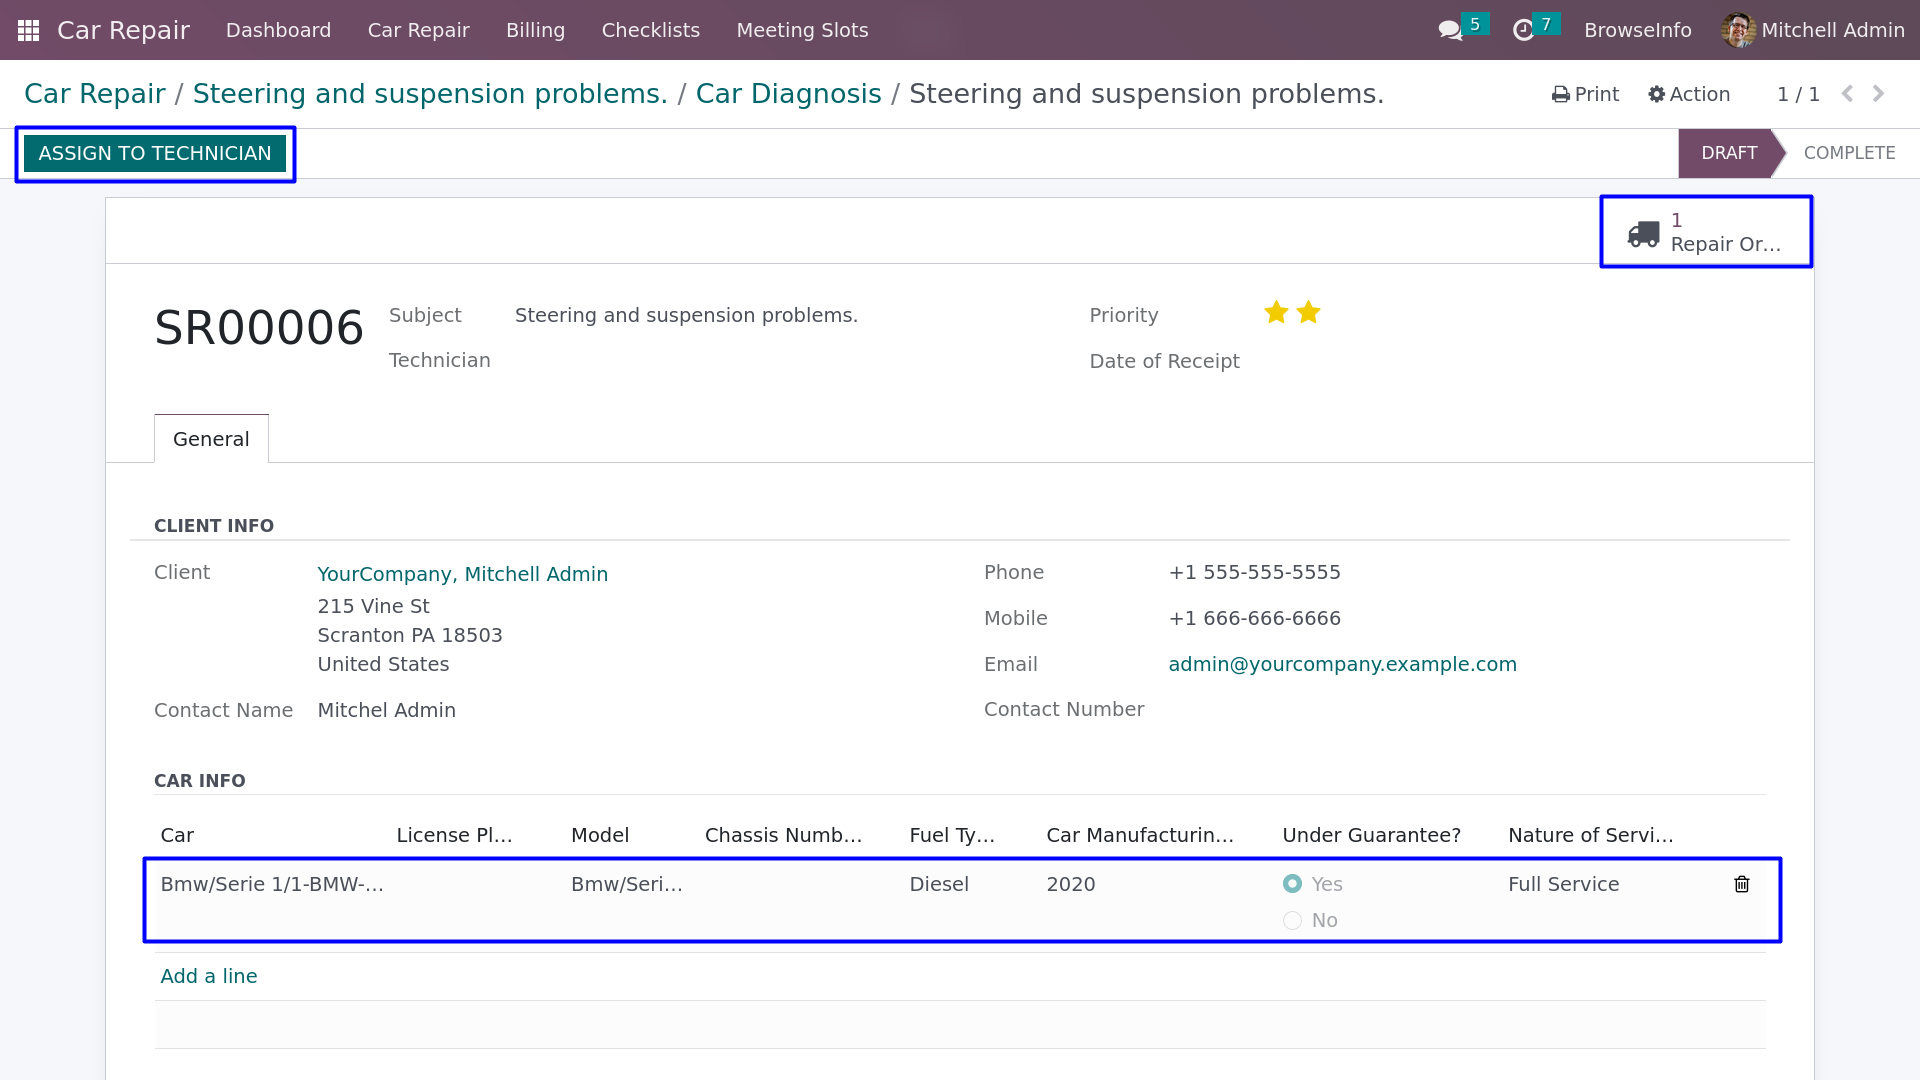 Car Repair Dashboard Car Repair Billing Checklists Meeting Slots 5 7 BrowseInfo Mitchell Admin
Car Repair / Steering and suspension problems. / Car Diagnosis / Steering and suspension problems. Print Action 1 / 1
ASSIGN TO TECHNICIAN DRAFT COMPLETE
1
Repair Or...
SR00006 Subject Steering and suspension problems. Priority
Technician Date of Receipt
General
CLIENT INFO
Client YourCompany, Mitchell Admin Phone +1 555-555-5555
215 Vine St
Mobile +1 666-666-6666
Scranton PA 18503
United States Email admin@yourcompany.example.com
Contact Name Mitchel Admin Contact Number
CAR INFO
Car License Pl... Model Chassis Numb... Fuel Ty... Car Manufacturin... Under Guarantee? Nature of Servi...
Bmw/Serie 1/1-BMW-... Bmw/Seri... Diesel 2020 Yes Full Service
No
Add a line